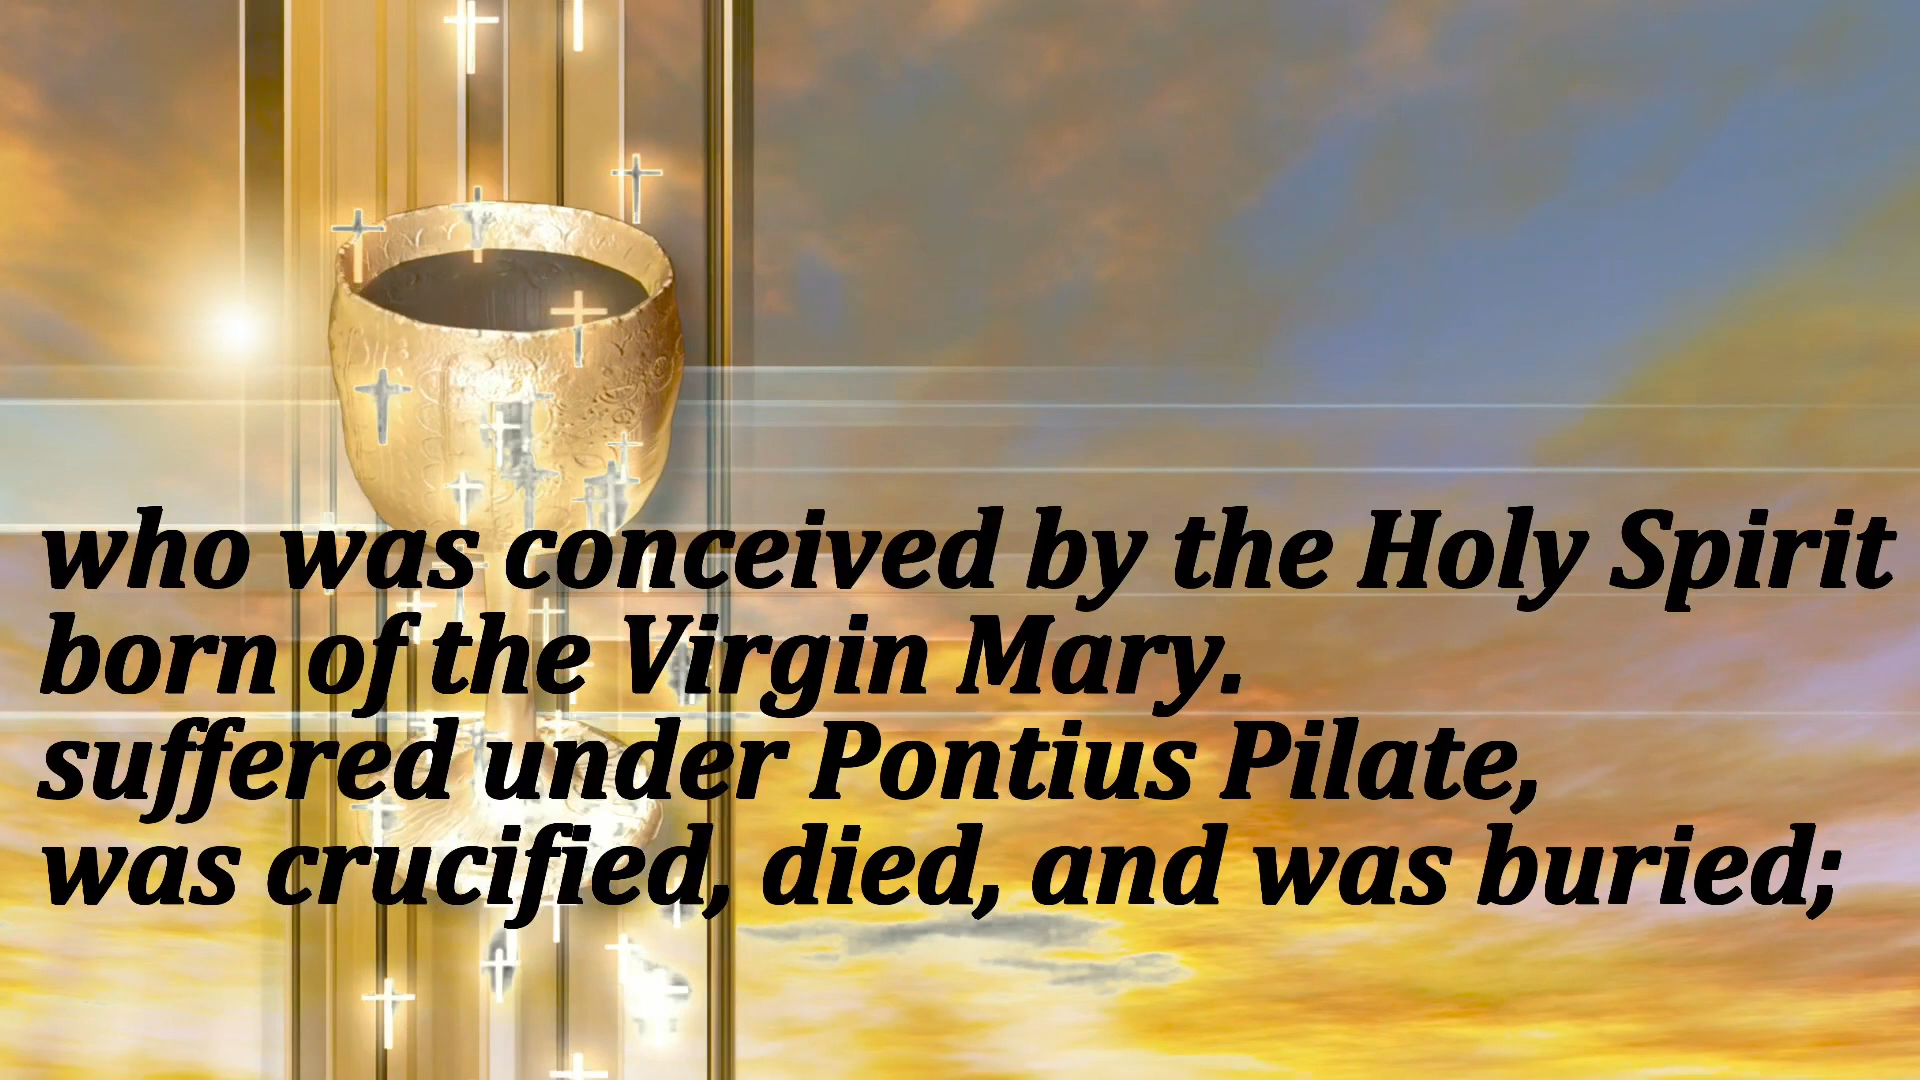 who was conceived by the Holy Spirit
born of the Virgin Mary.
suffered under Pontius Pilate,
was crucified, died, and was buried;